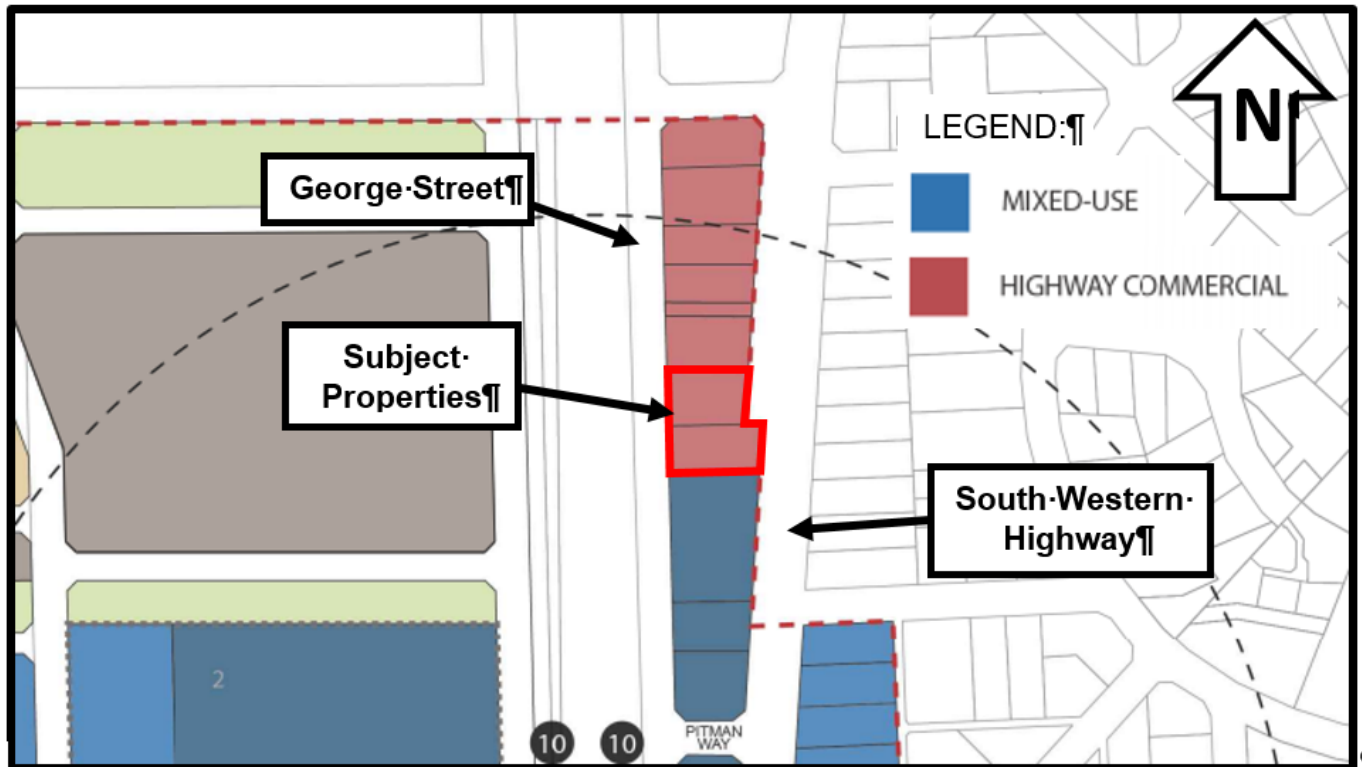 LEGEND:¶
N
George·Street¶
MIXED-USE
HIGHWAY COMMERCIAL
Subject·
Properties¶
South·Western·
Highway¶
2
10
10
PITMAN
WAY